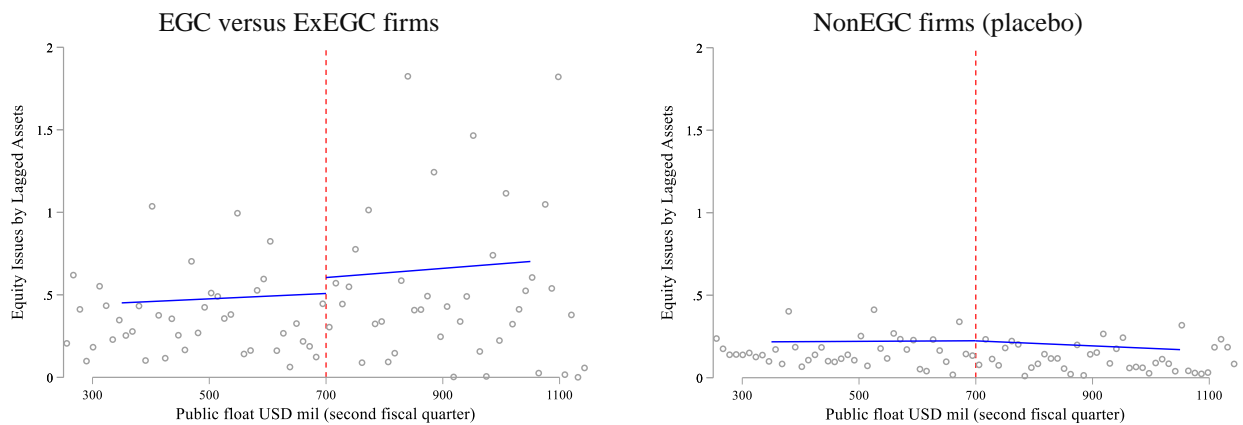 EGC versus ExEGC firms
2
1.5
1
.5
0
Equity Issues by Lagged Assets
300 500 700 900 1100
Public float USD mil (second fiscal quarter)
NonEGC firms (placebo)
2
1.5
1
.5
0
Equity Issues by Lagged Assets
300 500 700 900 1100
Public float USD mil (second fiscal quarter)